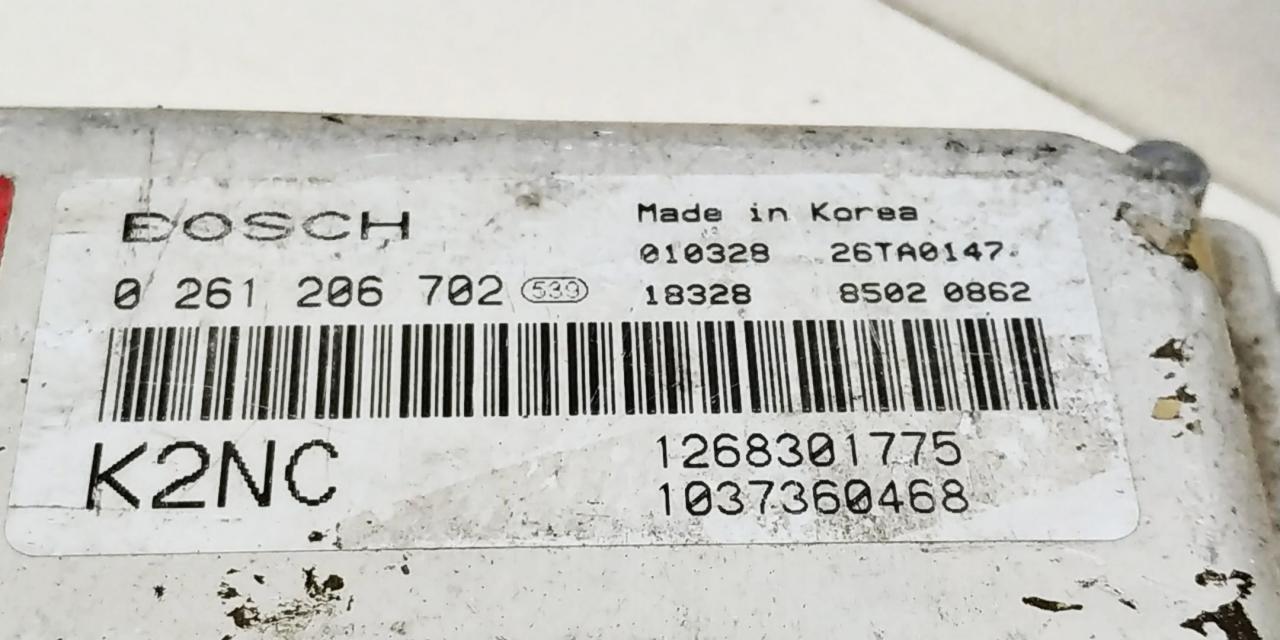 BOSCH
Made in Korea
010328 26TA0147
0 261 206 702 539
18328 8502 0862
K2NC
1268301775
1037360468